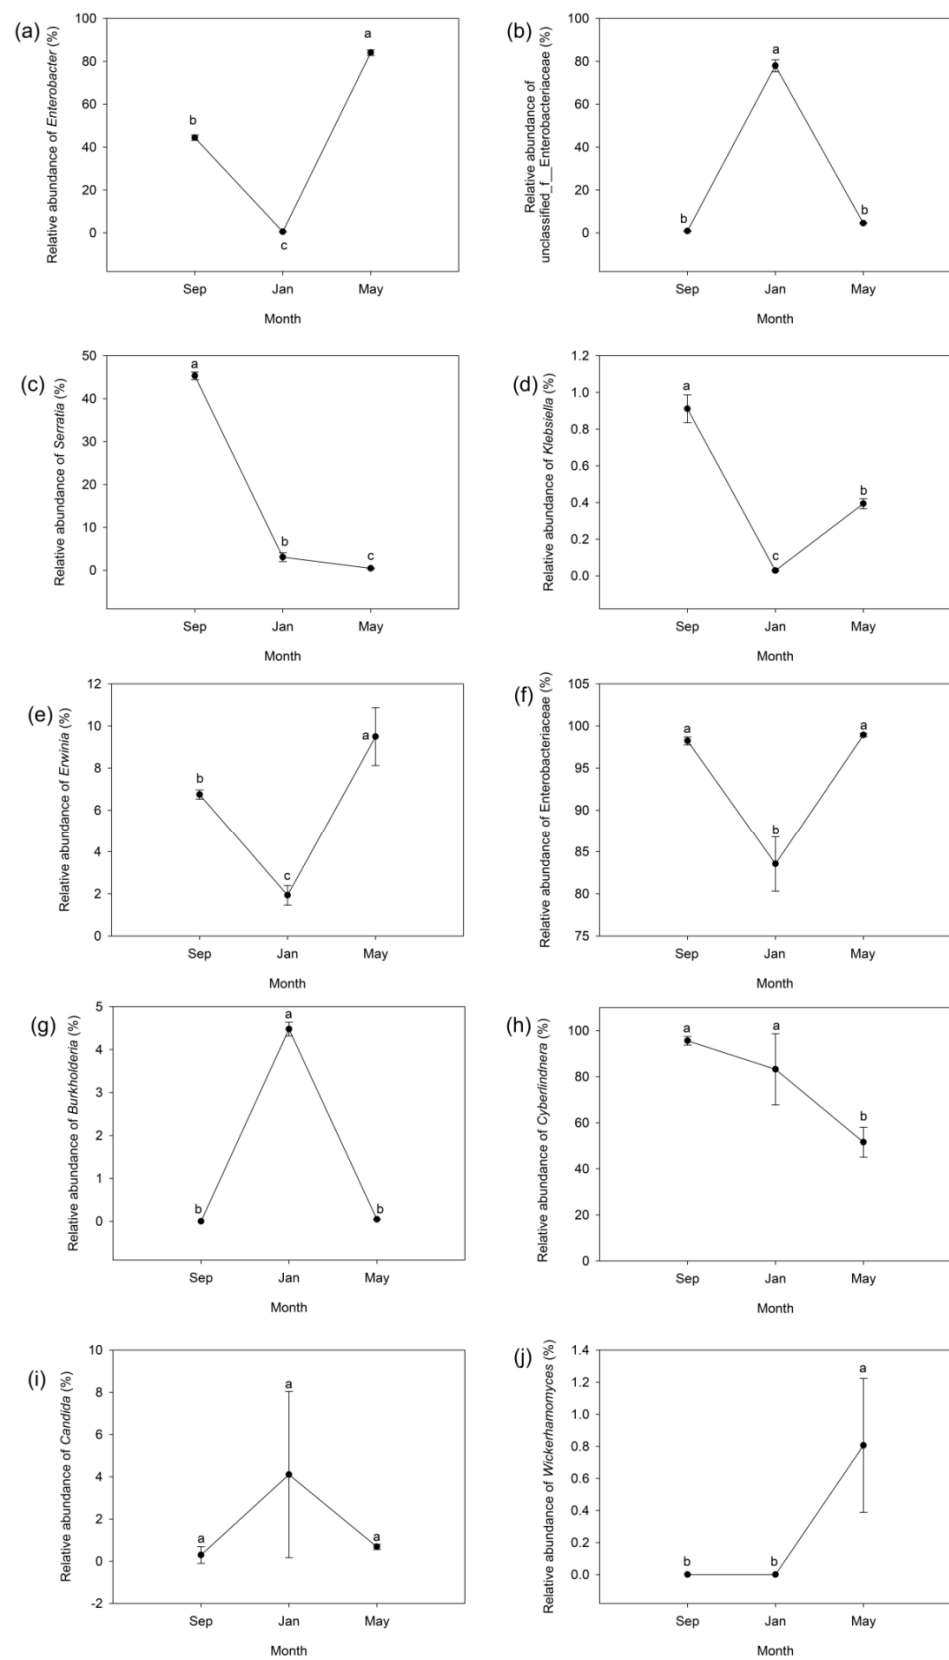 (a)
Relative abundance of Enterobacter (%)
100
80
60
40
20
0
b
c
a
Sep Jan May
Month
(b)
Relative abundance of
unclassified_f__Enterobacteriaceae (%)
100
80
60
40
20
0
b
a
b
Sep Jan May
Month
(c)
Relative abundance of Serratia (%)
50
40
30
20
10
0
a
b
c
Sep Jan May
Month
(d)
Relative abundance of Klebsiella (%)
1.2
1.0
0.8
0.6
0.4
0.2
0.0
a
c
b
Sep Jan May
Month
(e)
Relative abundance of Erwinia (%)
12
10
8
6
4
2
0
b
c
a
Sep Jan May
Month
(f)
Relative abundance of Enterobacteriaceae (%)
105
100
95
90
85
80
75
a
b
a
Sep Jan May
Month
(g)
Relative abundance of Burkholderia (%)
5
4
3
2
1
0
b
a
b
Sep Jan May
Month
(h)
Relative abundance of Cyberlindnera (%)
100
80
60
40
20
0
a
a
b
Sep Jan May
Month
(i)
Relative abundance of Candida (%)
10
8
6
4
2
0
-2
a
a
a
Sep Jan May
Month
(j)
Relative abundance of Wickerhamomyces (%)
1.4
1.2
1.0
0.8
0.6
0.4
0.2
0.0
b
b
a
Sep Jan May
Month